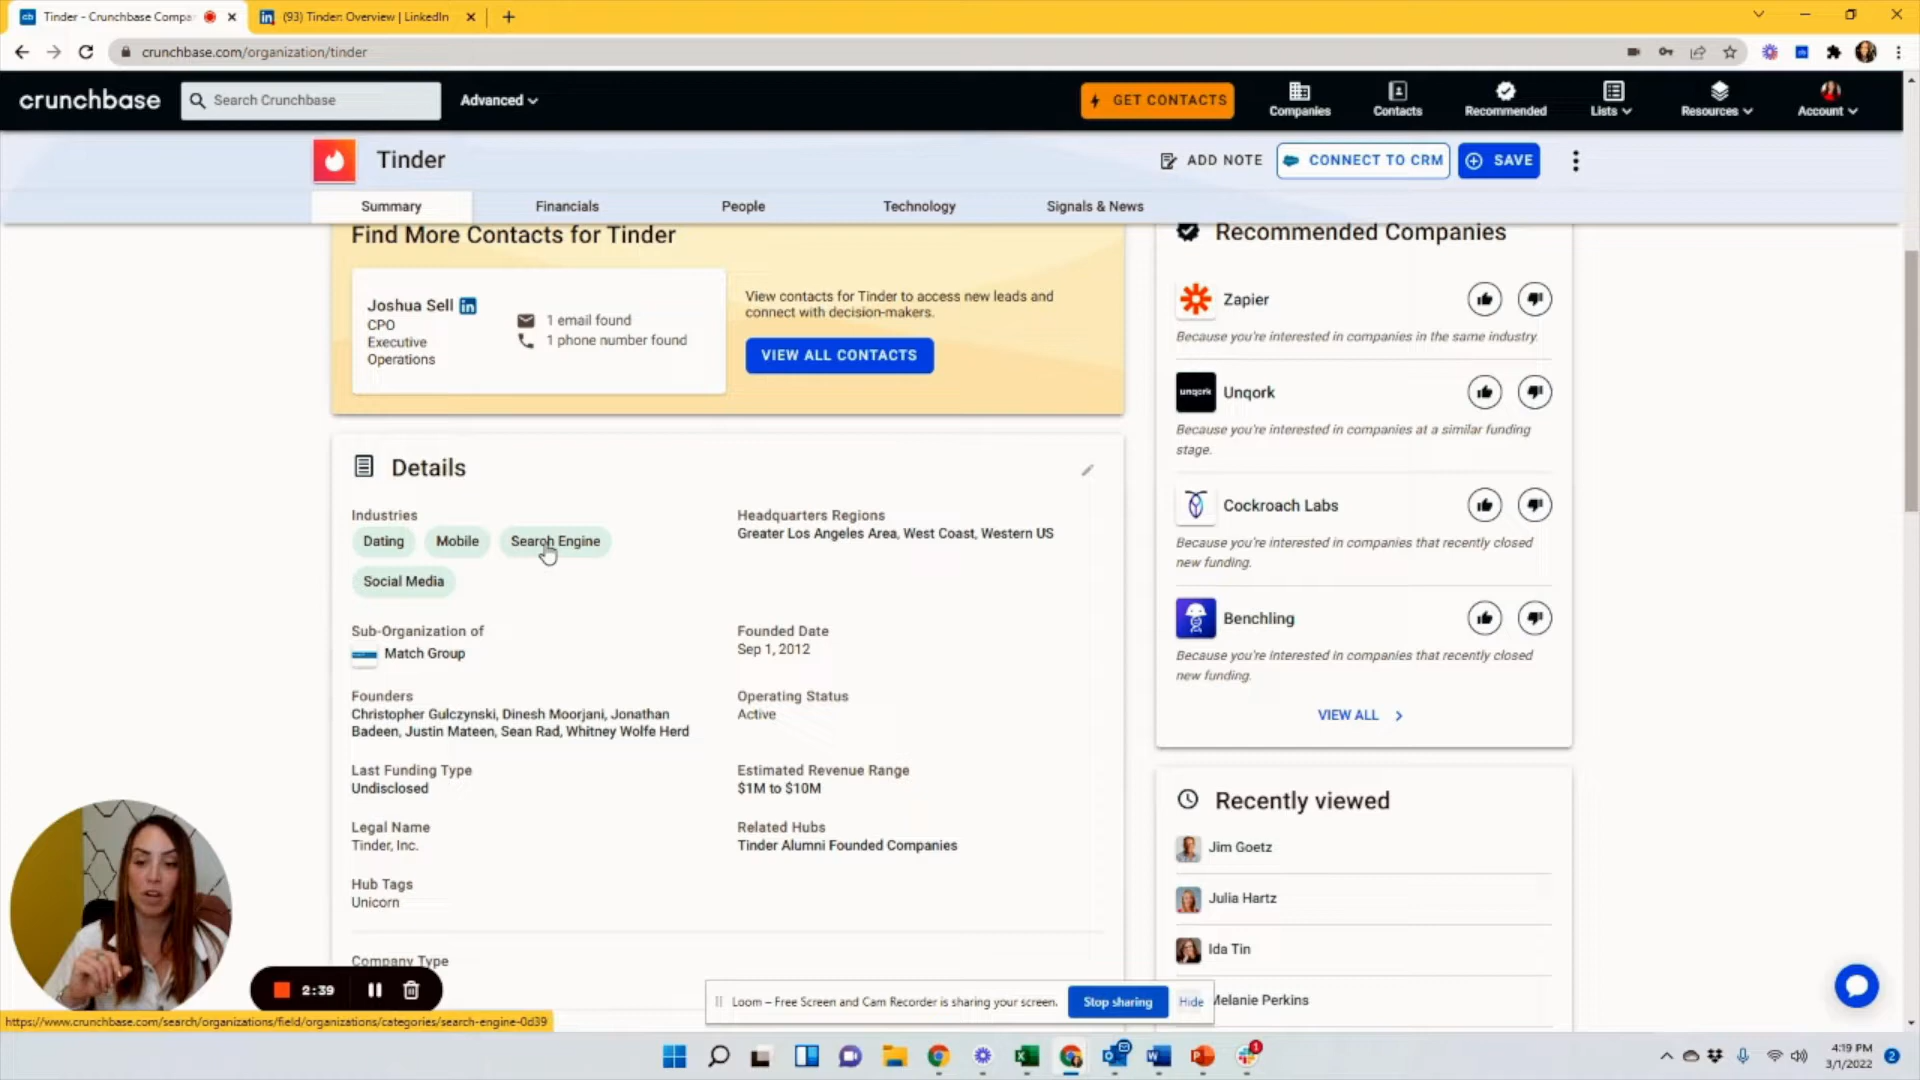 Tinder - Crunchbase Compa
(93) Tinder: Overview | LinkedIn
crunchbase.com/organization/tinder
crunchbase
Search Crunchbase
Advanced
GET CONTACTS
Companies
Contacts
Recommended
Lists
Resources
Account
Tinder
ADD NOTE
CONNECT TO CRM
SAVE
Summary
Financials
People
Technology
Signals & News
Find More Contacts for Tinder
Joshua Sell
CPO
Executive
Operations
1 email found
1 phone number found
View contacts for Tinder to access new leads and
connect with decision-makers.
VIEW ALL CONTACTS
Details
Industries
Dating
Mobile
Search Engine
Social Media
Headquarters Regions
Greater Los Angeles Area, West Coast, Western US
Sub-Organization of
Match Group
Founded Date
Sep 1, 2012
Founders
Christopher Gulczynski, Dinesh Moorjani, Jonathan
Badeen, Justin Mateen, Sean Rad, Whitney Wolfe Herd
Operating Status
Active
Last Funding Type
Undisclosed
Estimated Revenue Range
$1M to $10M
Legal Name
Tinder, Inc.
Related Hubs
Tinder Alumni Founded Companies
Hub Tags
Unicorn
Company Type
Recommended Companies
Zapier
Because you're interested in companies in the same industry.
unqork
Unqork
Because you're interested in companies at a similar funding
stage.
Cockroach Labs
Because you're interested in companies that recently closed
new funding.
Benchling
Because you're interested in companies that recently closed
new funding.
VIEW ALL
Recently viewed
Jim Goetz
Julia Hartz
Ida Tin
Melanie Perkins
2:39
Loom – Free Screen and Cam Recorder is sharing your screen.
Stop sharing
Hide
https://www.crunchbase.com/search/organizations/field/organizations/categories/search-engine-0d39
4:19 PM
3/1/2022
2
1